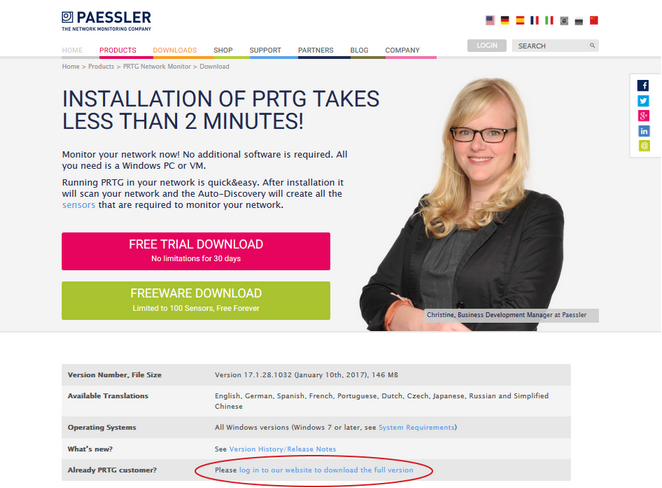 PAESSLER
THE NETWORK MONITORING COMPANY
HOME PRODUCTS DOWNLOADS SHOP SUPPORT PARTNERS BLOG COMPANY LOGIN SEARCH
Home > Products > PRTG Network Monitor > Download
INSTALLATION OF PRTG TAKES
LESS THAN 2 MINUTES!
Monitor your network now! No additional software is required. All
you need is a Windows PC or VM.
Running PRTG in your network is quick&easy. After installation it
will scan your network and the Auto-Discovery will create all the
sensors that are required to monitor your network.
FREE TRIAL DOWNLOAD
No limitations for 30 days
FREEWARE DOWNLOAD
Limited to 100 Sensors, Free Forever
Christine, Business Development Manager at Paessler
Version Number, File Size Version 17.1.28.1032 (January 10th, 2017), 146 MB
Available Translations English, German, Spanish, French, Portuguese, Dutch, Czech, Japanese, Russian and Simplified
Chinese
Operating Systems All Windows versions (Windows 7 or later, see System Requirements)
What's new? See Version History/Release Notes
Already PRTG customer? Please log in to our website to download the full version